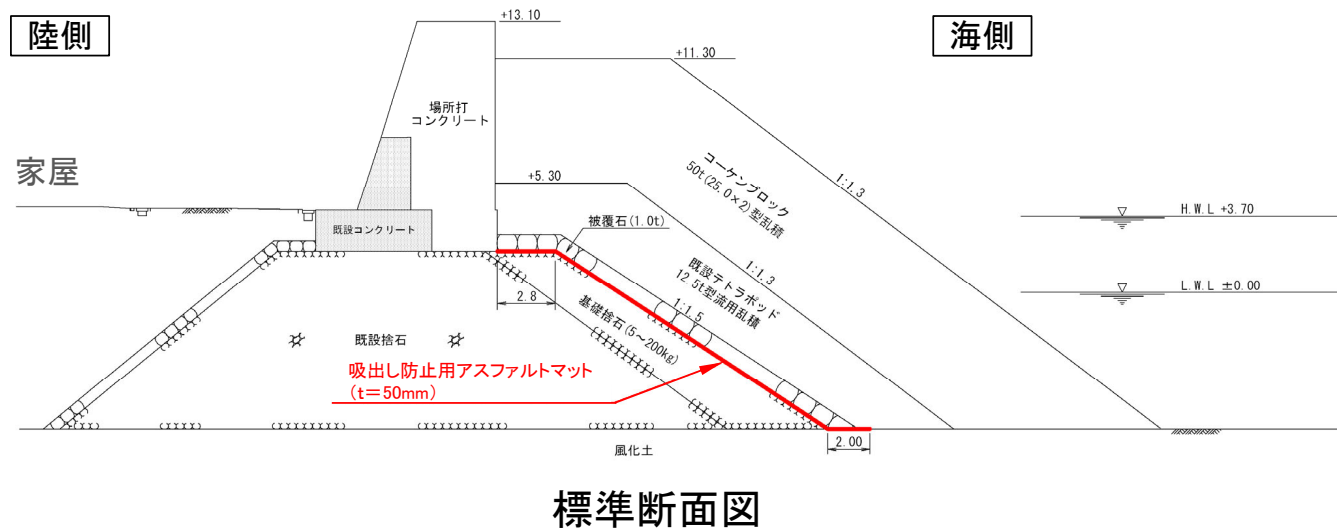 陸側
+13.10
+11.30
海側
場所打
コンクリート
家屋
+5.30
コーケンブロック
50t(25.0×2)型乱積
1:1.3
H.W.L +3.70
既設コンクリート
被覆石(1.0t)
1:1.3
L.W.L ±0.00
2.8
既設テトラポッド
12.5t型流用乱積
1:1.5
基礎捨石(5～200kg)
既設捨石
吸出し防止用アスファルトマット
(t=50mm)
2.00
風化土
標準断面図